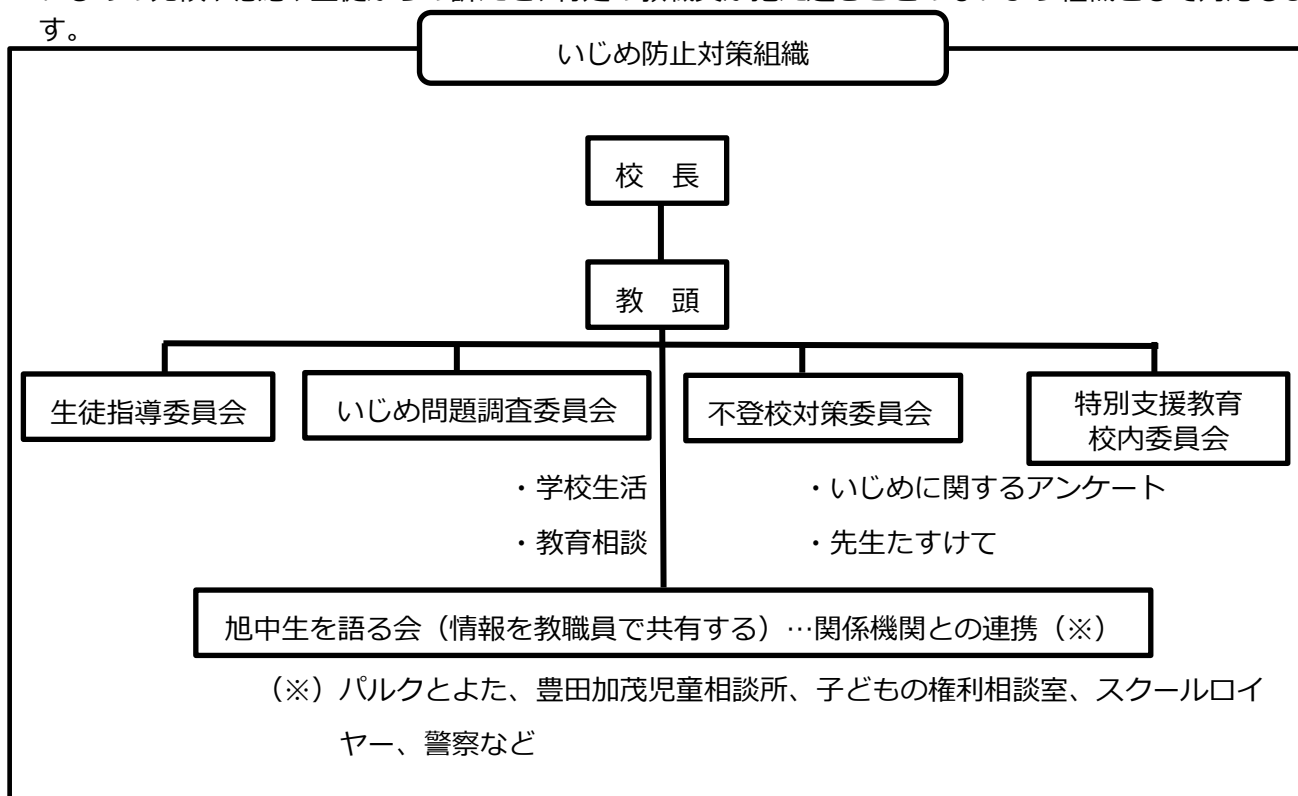 す。
いじめ防止対策組織
校　長
教　頭
生徒指導委員会
いじめ問題調査委員会
不登校対策委員会
特別支援教育
校内委員会
・学校生活
・いじめに関するアンケート
・教育相談
・先生たすけて
旭中生を語る会（情報を教職員で共有する）…関係機関との連携（※）
（※）パルクとよた、豊田加茂児童相談所、子どもの権利相談室、スクールロイ
ヤー、警察など